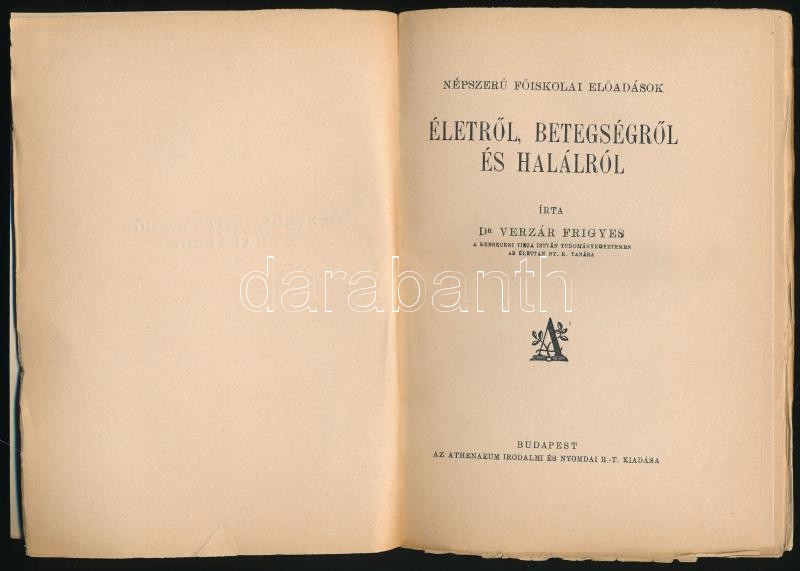 NÉPSZERŰ FŐISKOLAI ELŐADÁSOK
ÉLETRŐL, BETEGSÉGRŐL
ÉS HALÁLRÓL
ÍRTA
DR VERZÁR FRIGYES
A DEBRECENI TISZA ISTVÁN TUDOMÁNYEGYETEMEN
AZ ÉLETTAN NY. R. TANÁRA
darabanth
A
BUDAPEST
AZ ATHENAEUM IRODALMI ÉS NYOMDAI R.-T. KIADÁSA